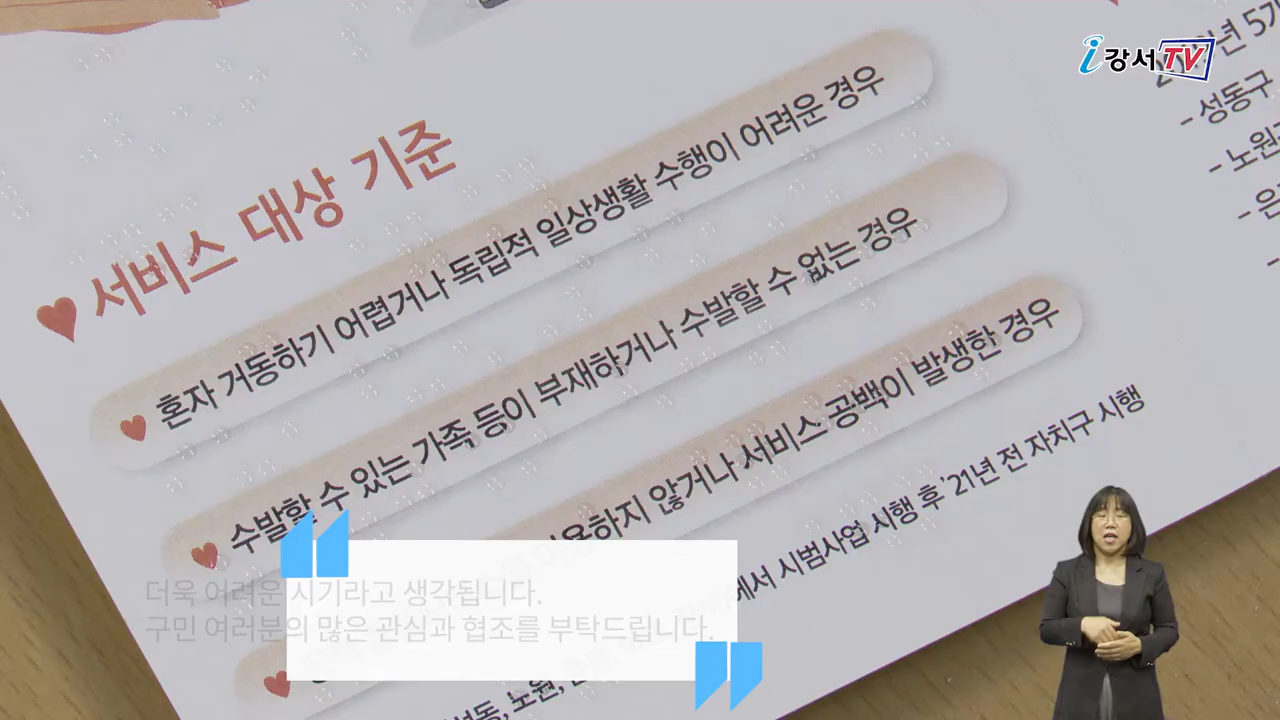 i강서TV
서비스 대상 기준
혼자 거동하기 어렵거나 독립적 일상생활 수행이 어려운 경우
수발할 수 있는 가족 등이 부재하거나 수발할 수 없는 경우
않거나 서비스 공백이 발생한 경우
시범사업 시행 후 '21년 전 자치구 시행
- 성동구
- 노원
더욱 어려운 시기라고 생각됩니다.
구민 여러분의 많은 관심과 협조를 부탁드립니다.